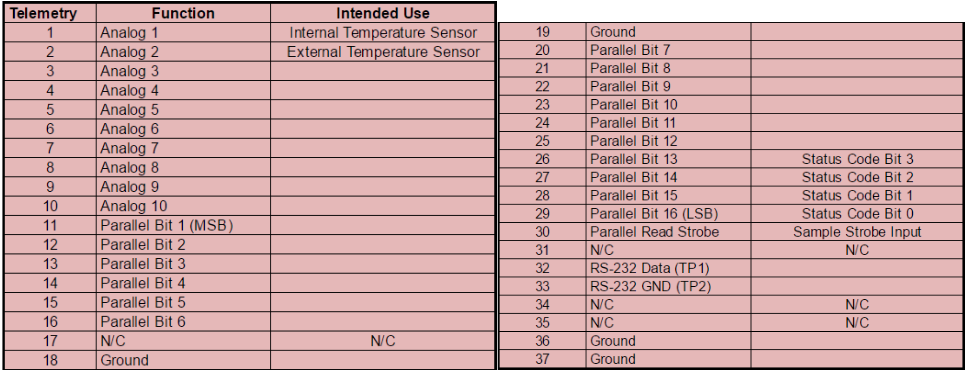 Telemetry Function Intended Use
1 Analog 1 Internal Temperature Sensor
2 Analog 2 External Temperature Sensor
3 Analog 3
4 Analog 4
5 Analog 5
6 Analog 6
7 Analog 7
8 Analog 8
9 Analog 9
10 Analog 10
11 Parallel Bit 1 (MSB)
12 Parallel Bit 2
13 Parallel Bit 3
14 Parallel Bit 4
15 Parallel Bit 5
16 Parallel Bit 6
17 N/C N/C
18 Ground
19 Ground
20 Parallel Bit 7
21 Parallel Bit 8
22 Parallel Bit 9
23 Parallel Bit 10
24 Parallel Bit 11
25 Parallel Bit 12
26 Parallel Bit 13 Status Code Bit 3
27 Parallel Bit 14 Status Code Bit 2
28 Parallel Bit 15 Status Code Bit 1
29 Parallel Bit 16 (LSB) Status Code Bit 0
30 Parallel Read Strobe Sample Strobe Input
31 N/C N/C
32 RS-232 Data (TP1)
33 RS-232 GND (TP2)
34 N/C N/C
35 N/C N/C
36 Ground
37 Ground